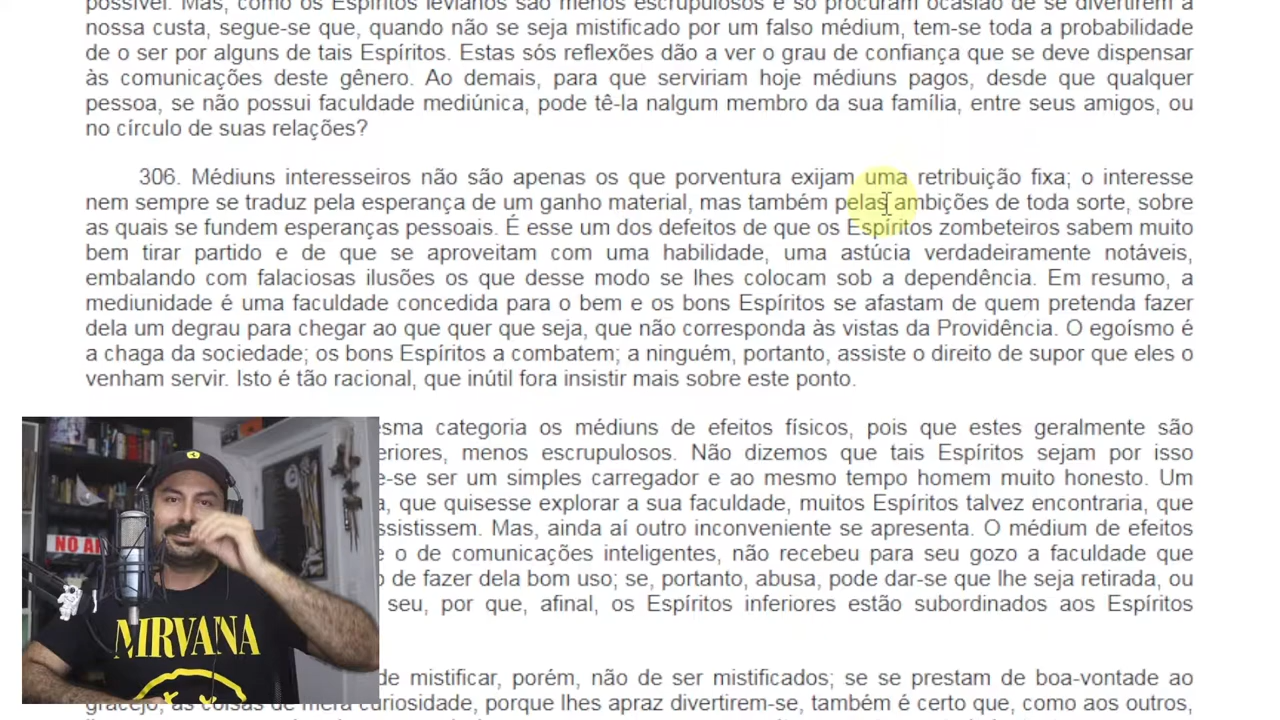 possível. Mas, como os Espíritos levianos são menos escrupulosos e só procuram ocasião de se divertirem à
nossa custa, segue-se que, quando não se seja mistificado por um falso médium, tem-se toda a probabilidade
de o ser por alguns de tais Espíritos. Estas sós reflexões dão a ver o grau de confiança que se deve dispensar
às comunicações deste gênero. Ao demais, para que serviriam hoje médiuns pagos, desde que qualquer
pessoa, se não possui faculdade mediúnica, pode tê-la nalgum membro da sua família, entre seus amigos, ou
no círculo de suas relações?
306. Médiuns interesseiros não são apenas os que porventura exijam uma retribuição fixa; o interesse
nem sempre se traduz pela esperança de um ganho material, mas também pelas ambições de toda sorte, sobre
as quais se fundem esperanças pessoais. É esse um dos defeitos de que os Espíritos zombeteiros sabem muito
bem tirar partido e de que se aproveitam com uma habilidade, uma astúcia verdadeiramente notáveis,
embalando com falaciosas ilusões os que desse modo se lhes colocam sob a dependência. Em resumo, a
mediunidade é uma faculdade concedida para o bem e os bons Espíritos se afastam de quem pretenda fazer
dela um degrau para chegar ao que quer que seja, que não corresponda às vistas da Providência. O egoísmo é
a chaga da sociedade; os bons Espíritos a combatem; a ninguém, portanto, assiste o direito de supor que eles o
venham servir. Isto é tão racional, que inútil fora insistir mais sobre este ponto.
esma categoria os médiuns de efeitos físicos, pois que estes geralmente são
eriores, menos escrupulosos. Não dizemos que tais Espíritos sejam por isso
e-se ser um simples carregador e ao mesmo tempo homem muito honesto. Um
a, que quisesse explorar a sua faculdade, muitos Espíritos talvez encontraria, que
ssistissem. Mas, ainda aí outro inconveniente se apresenta. O médium de efeitos
e o de comunicações inteligentes, não recebeu para seu gozo a faculdade que
o de fazer dela bom uso; se, portanto, abusa, pode dar-se que lhe seja retirada, ou
seu, por que, afinal, os Espíritos inferiores estão subordinados aos Espíritos
de mistificar, porém, não de ser mistificados; se se prestam de boa-vontade ao
gracejo, às coisas de mera curiosidade, porque lhes apraz divertirem-se, também é certo que, como aos outros,
NO A
NIRVANA